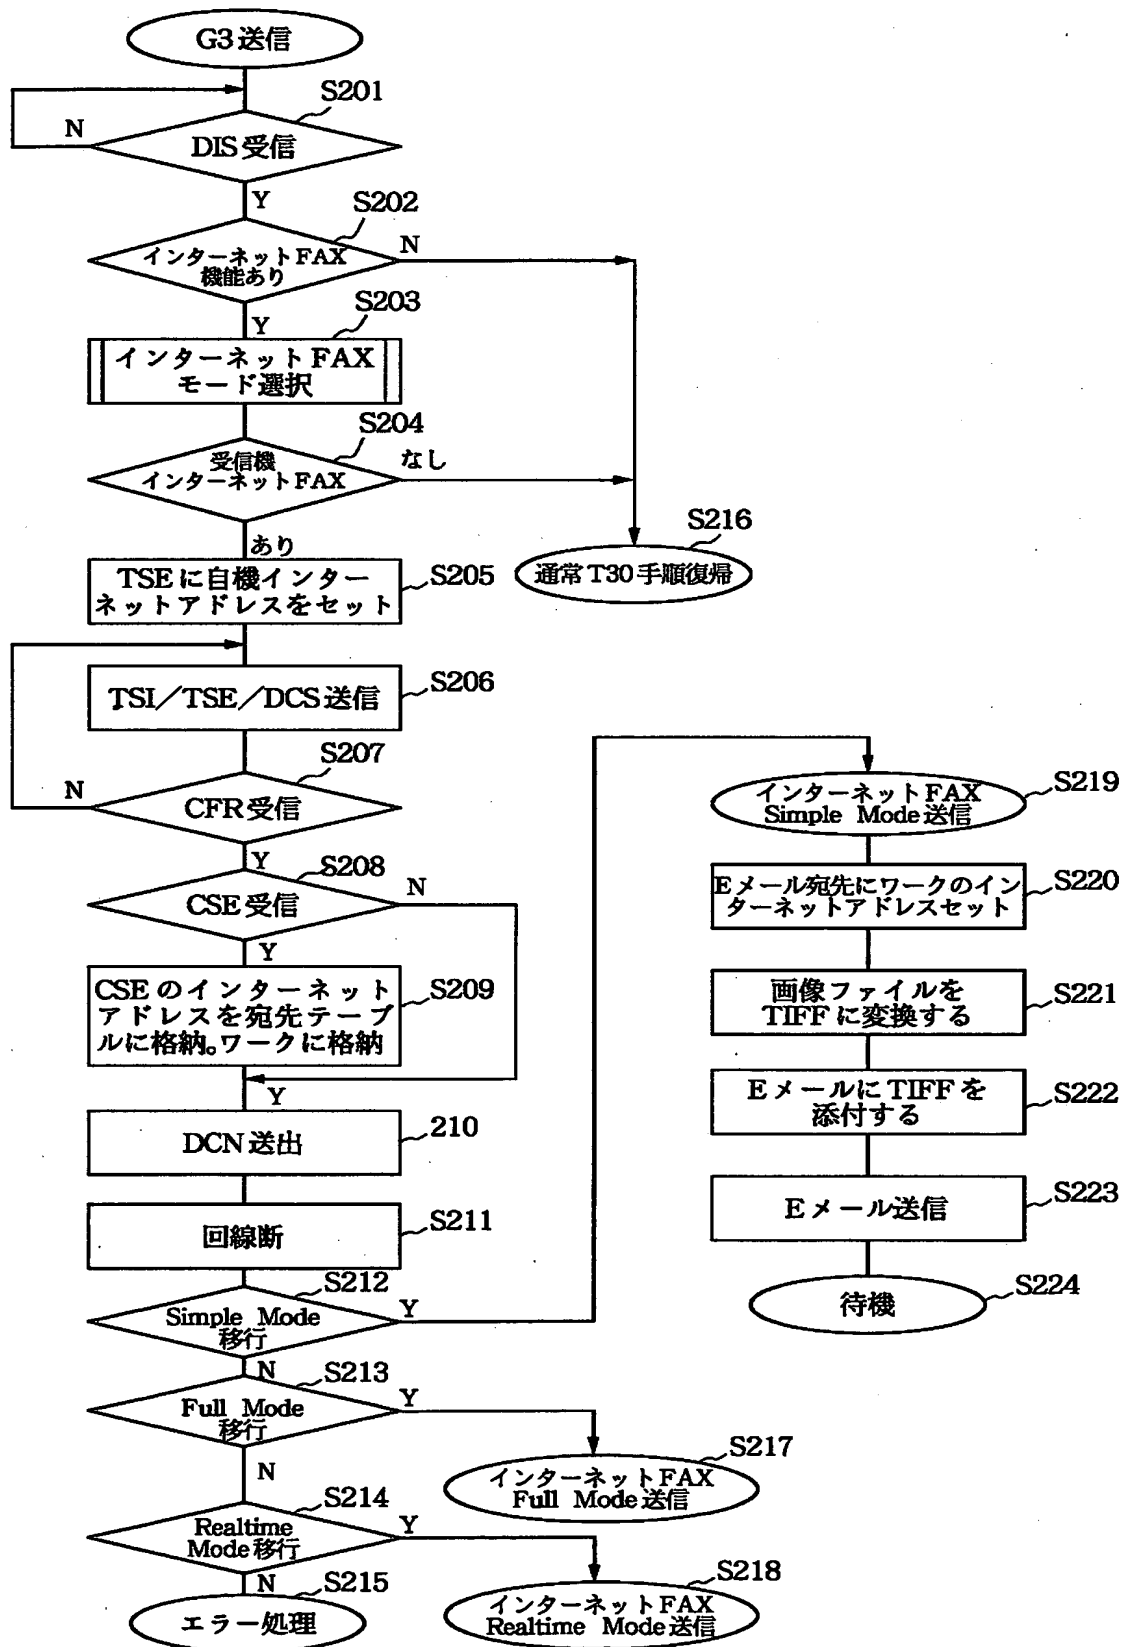 G3送信
S201
N
DIS受信
Y
S202
インターネットFAX
機能あり
N
Y
S203
インターネットFAX
モード選択
S204
受信機
インターネットFAX
なし
あり
S216
通常T30手順復帰
TSEに自機インター
ネットアドレスをセット
S205
TSI/TSE/DCS送信
S206
S207
N
CFR受信
Y
S208
CSE受信
N
Y
CSEのインターネット
アドレスを宛先テーブ
ルに格納。ワークに格納
S209
Y
DCN送出
210
回線断
S211
S212
Simple Mode
移行
Y
N
S213
Full Mode
移行
Y
N
S214
Realtime
Mode移行
Y
N
S215
エラー処理
S217
インターネットFAX
Full Mode送信
S218
インターネットFAX
Realtime Mode送信
S219
インターネットFAX
Simple Mode送信
Eメール宛先にワークのイン
ターネットアドレスセット
S220
画像ファイルを
TIFFに変換する
S221
EメールにTIFFを
添付する
S222
Eメール送信
S223
待機
S224